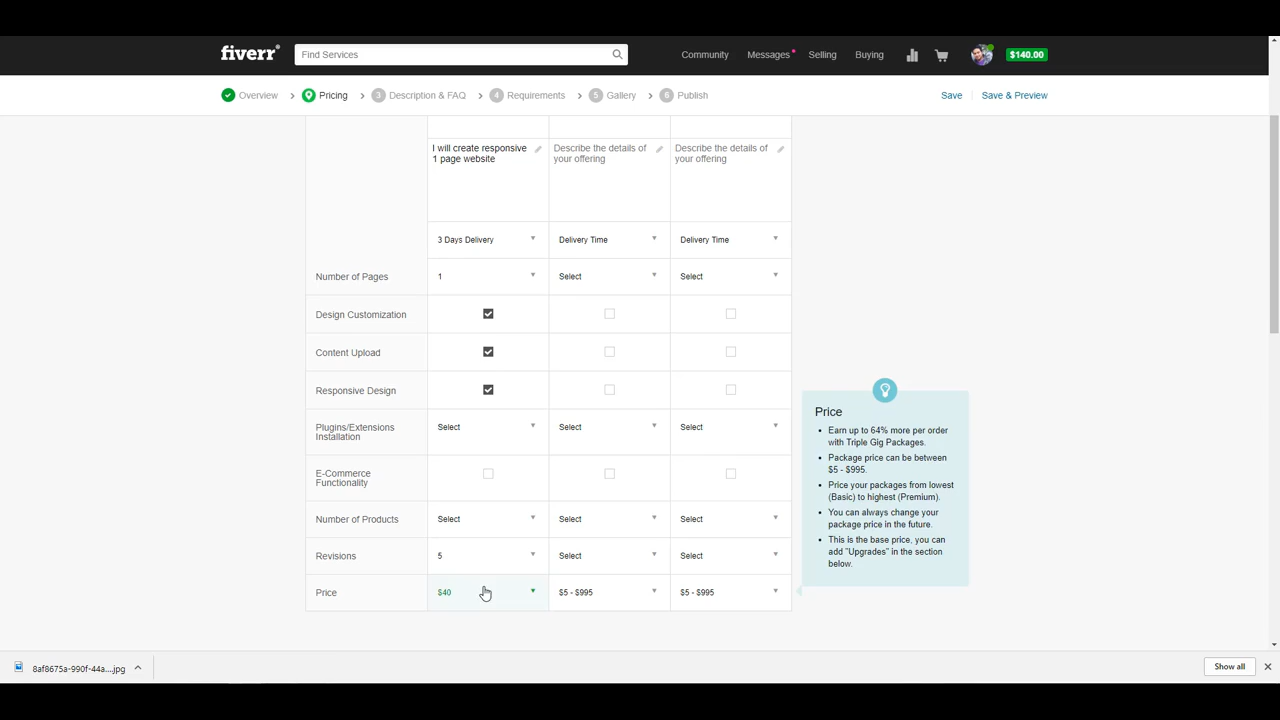 fiverr®
Find Services
Community
Messages
Selling
Buying
$140.00
Overview
Pricing
3 Description & FAQ
4 Requirements
5 Gallery
6 Publish
Save
Save & Preview
I will create responsive
1 page website
Describe the details of
your offering
Describe the details of
your offering
3 Days Delivery
Delivery Time
Delivery Time
Number of Pages
1
Select
Select
Design Customization
Content Upload
Responsive Design
Plugins/Extensions
Installation
Select
Select
Select
E-Commerce
Functionality
Number of Products
Select
Select
Select
Revisions
5
Select
Select
Price
$40
$5 - $995
$5 - $995
Price
• Earn up to 64% more per order
with Triple Gig Packages.
• Package price can be between
$5 - $995.
• Price your packages from lowest
(Basic) to highest (Premium).
• You can always change your
package price in the future.
• This is the base price, you can
add "Upgrades" in the section
below.
8af8675a-990f-44a....jpg
Show all